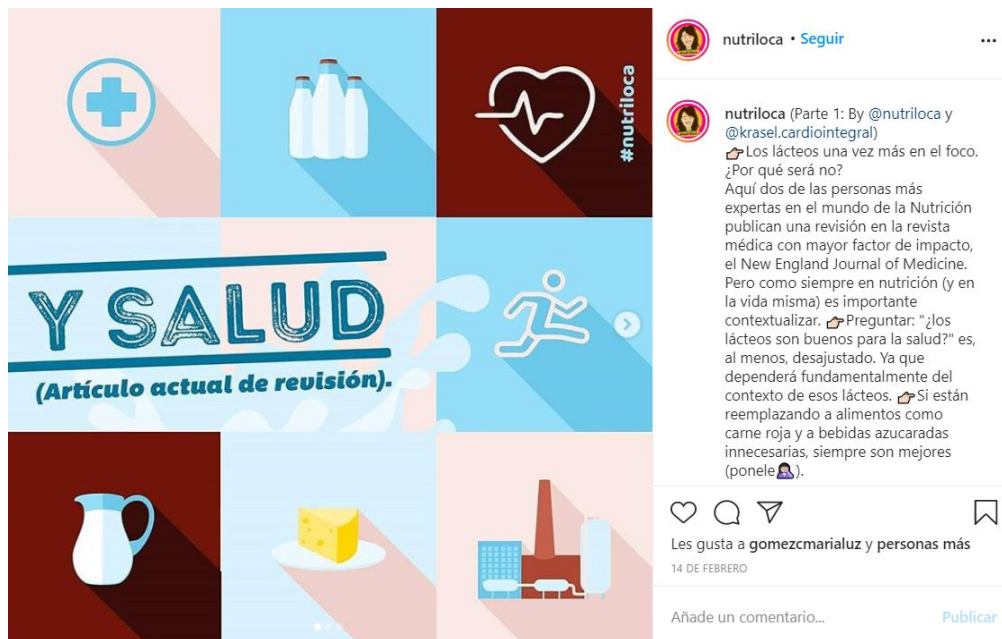 #nutriloca
Y SALUD
(Artículo actual de revisión).
nutriloca • Seguir
nutriloca (Parte 1: By @nutriloca y
@krasel.cardiointegral)
👉Los lácteos una vez más en el foco.
¿Por qué será no?
Aquí dos de las personas más
expertas en el mundo de la Nutrición
publican una revisión en la revista
médica con mayor factor de impacto,
el New England Journal of Medicine.
Pero como siempre en nutrición (y en
la vida misma) es importante
contextualizar. 👉Preguntar: "¿los
lácteos son buenos para la salud?" es,
al menos, desajustado. Ya que
dependerá fundamentalmente del
contexto de esos lácteos. 👉Si están
reemplazando a alimentos como
carne roja y a bebidas azucaradas
innecesarias, siempre son mejores
(ponele🤦🏻‍♀️).
Les gusta a gomezcmarialuz y personas más
14 DE FEBRERO
Añade un comentario... Publicar